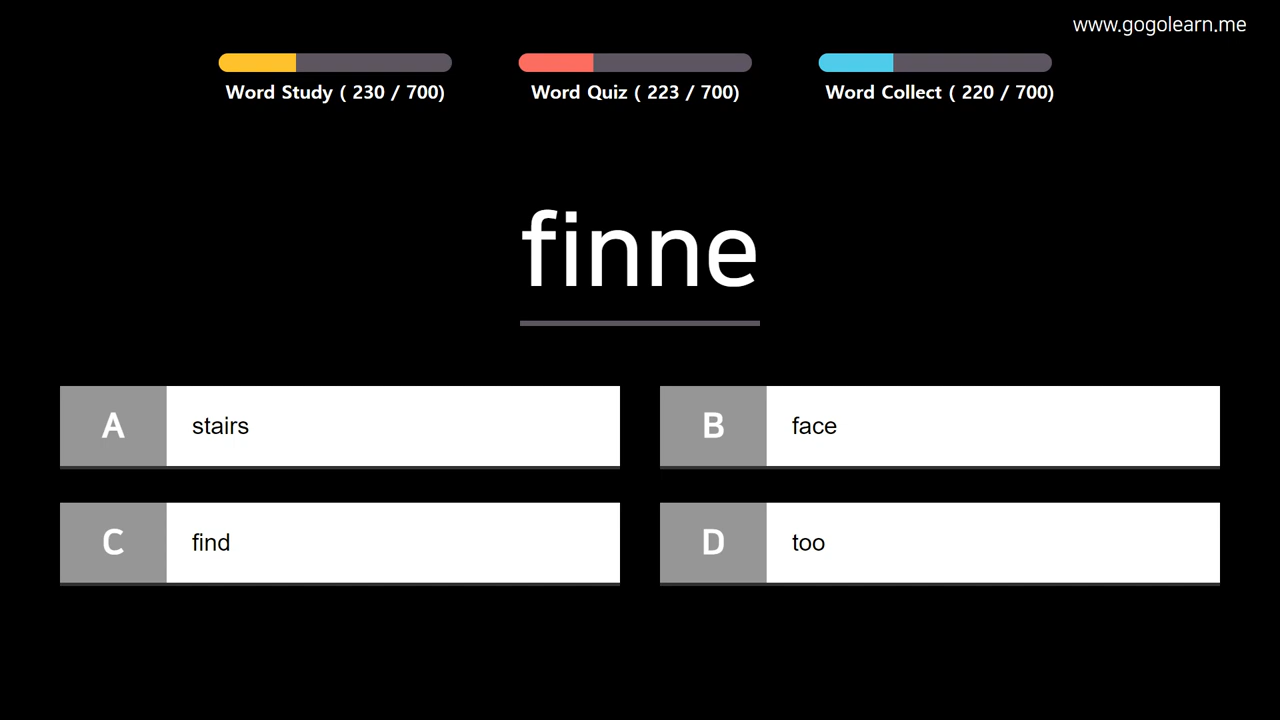 www.gogolearn.me
Word Study ( 230 / 700)
Word Quiz ( 223 / 700)
Word Collect ( 220 / 700)
finne
A stairs
B face
C find
D too